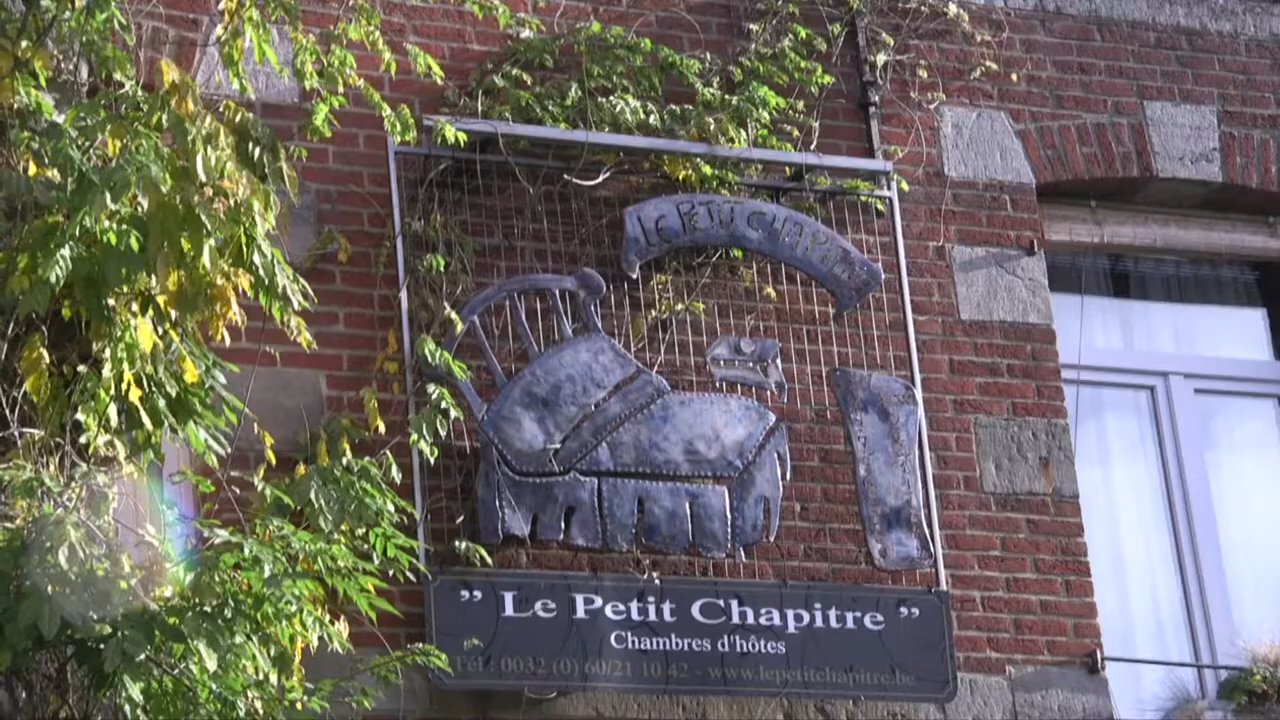 LE PETIT CHAPITRE
” Le Petit Chapitre ”
Chambres d'hôtes
Tél : 0032 (0) 60/21 10 42 - www.lepetitchapitre.be